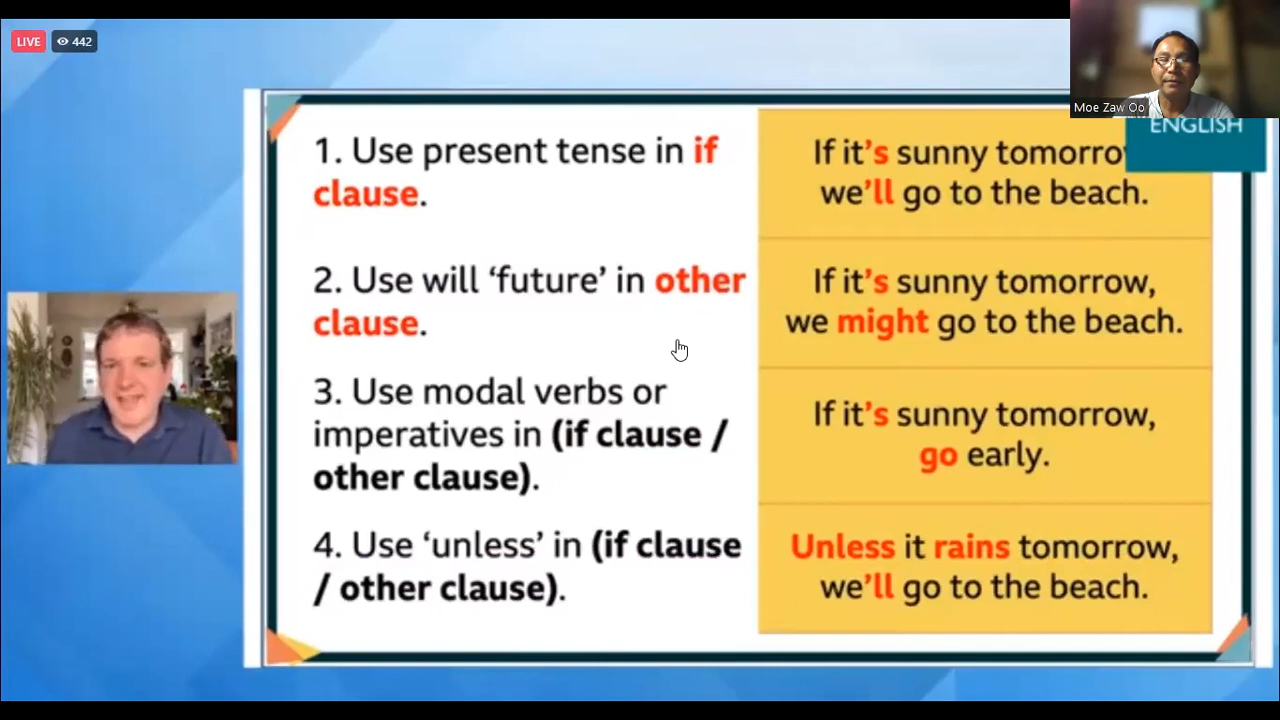 LIVE
442
Moe Zaw Oo
ENGLISH
1. Use present tense in if
clause.
If it's sunny
we'll go to the beach.
2. Use will ‘future’ in other
clause.
If it's sunny tomorrow,
we might go to the beach.
3. Use modal verbs or
imperatives in (if clause /
other clause).
If it's sunny tomorrow,
go early.
4. Use ‘unless’ in (if clause
/ other clause).
Unless it rains tomorrow,
we'll go to the beach.